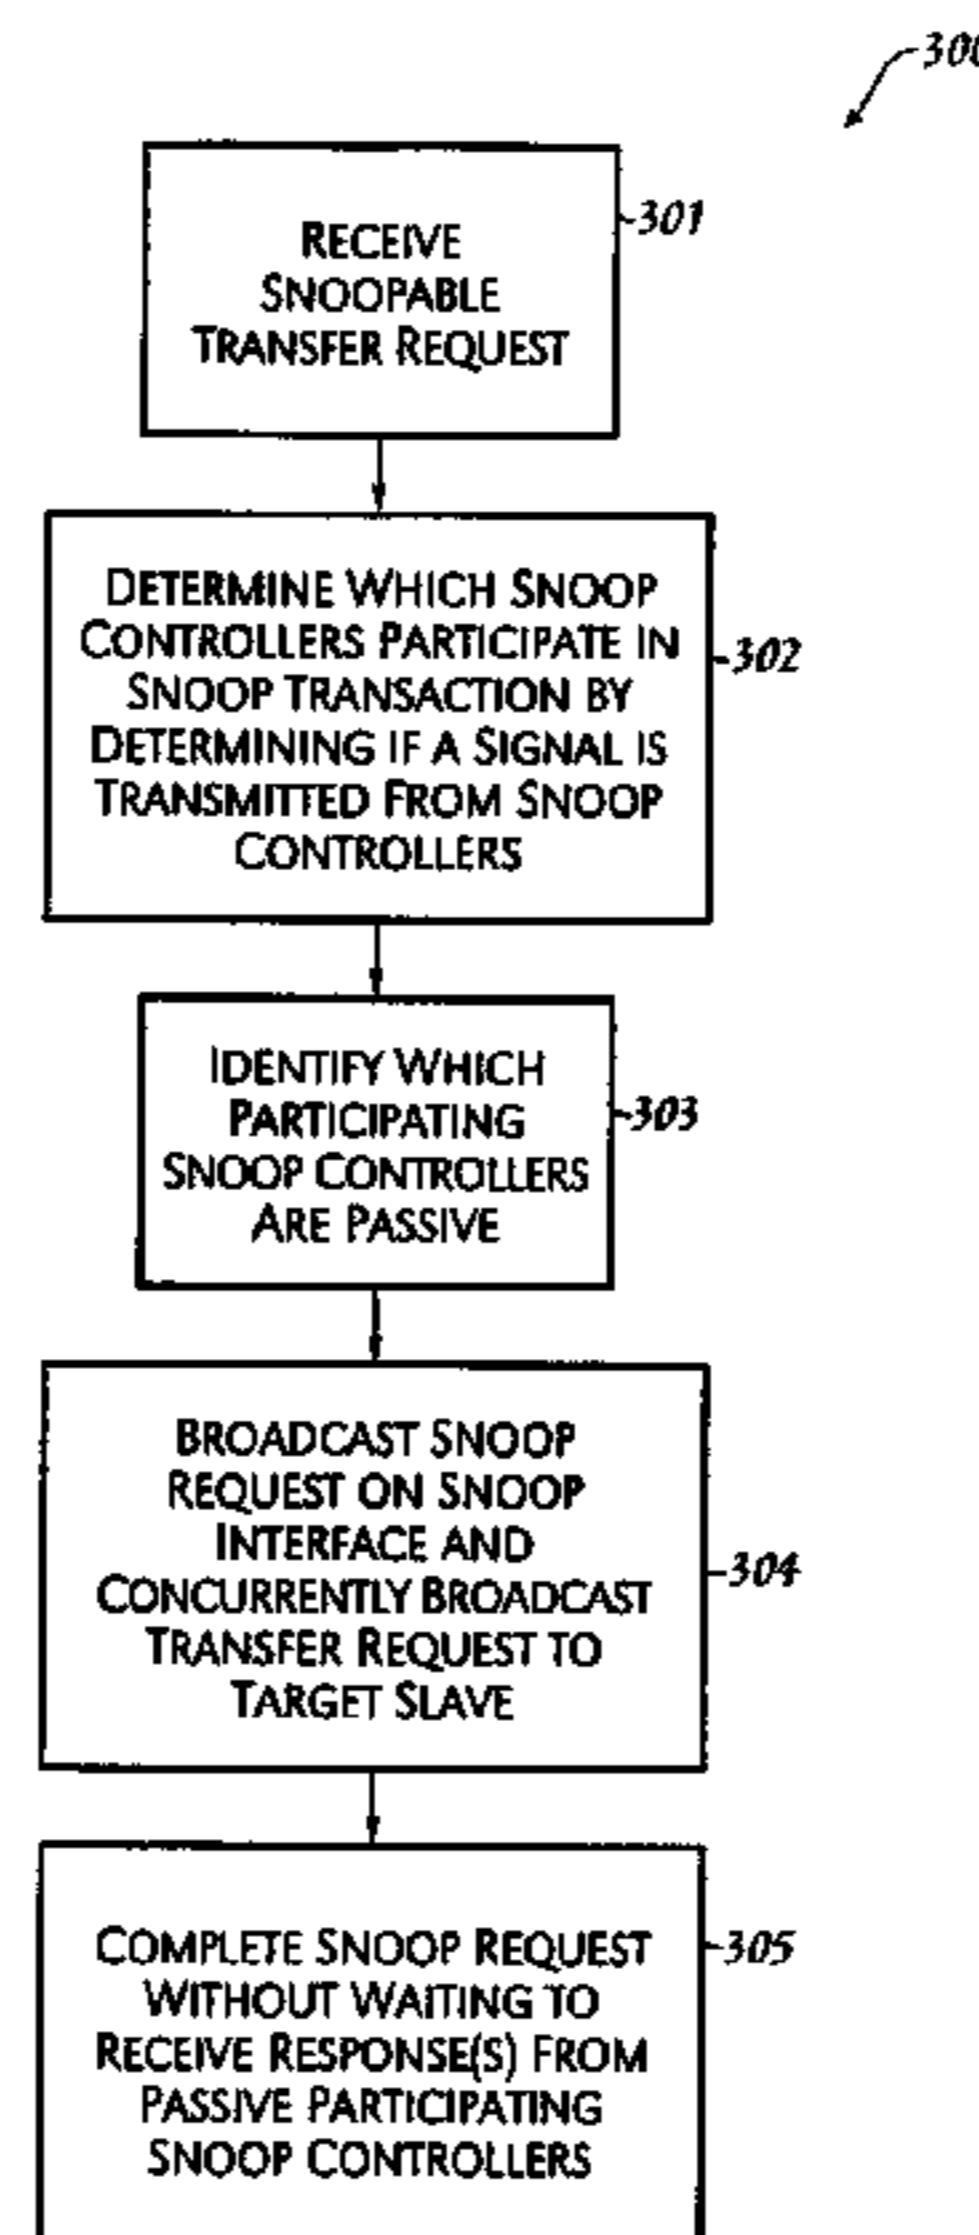 300
RECEIVE
SNOOPABLE
TRANSFER REQUEST
301
DETERMINE WHICH SNOOP
CONTROLLERS PARTICIPATE IN
SNOOP TRANSACTION BY
DETERMINING IF A SIGNAL IS
TRANSMITTED FROM SNOOP
CONTROLLERS
302
IDENTIFY WHICH
PARTICIPATING
SNOOP CONTROLLERS
ARE PASSIVE
303
BROADCAST SNOOP
REQUEST ON SNOOP
INTERFACE AND
CONCURRENTLY BROADCAST
TRANSFER REQUEST TO
TARGET SLAVE
304
COMPLETE SNOOP REQUEST
WITHOUT WAITING TO
RECEIVE RESPONSE(S) FROM
PASSIVE PARTICIPATING
SNOOP CONTROLLERS
305